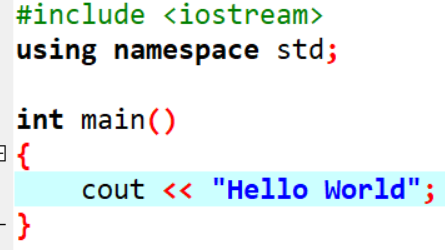 #include <iostream>
using namespace std;

int main()
{
    cout << "Hello World";
}